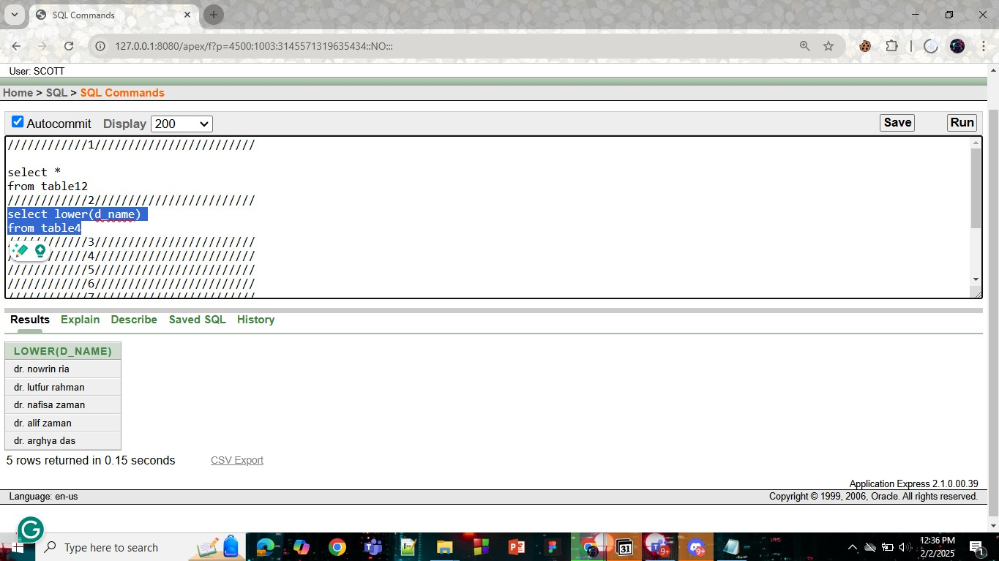 SQL Commands
127.0.0.1:8080/apex/f?p=4500:1003:3145571319635434::NO:::
User: SCOTT
Home > SQL > SQL Commands
Autocommit Display 200 Save Run
////////////1////////////////////////
select *
from table12
////////////2////////////////////////
select lower(d_name)
from table4
////////////3////////////////////////
////////////4////////////////////////
////////////5////////////////////////
////////////6////////////////////////
////////////7////////////////////////
Results Explain Describe Saved SQL History
LOWER(D_NAME)
dr. nowrin ria
dr. lutfur rahman
dr. nafisa zaman
dr. alif zaman
dr. arghya das
5 rows returned in 0.15 seconds CSV Export
Application Express 2.1.0.00.39
Language: en-us Copyright © 1999, 2006, Oracle. All rights reserved.
Type here to search
31
9+
9+
12:36 PM
2/2/2025
1